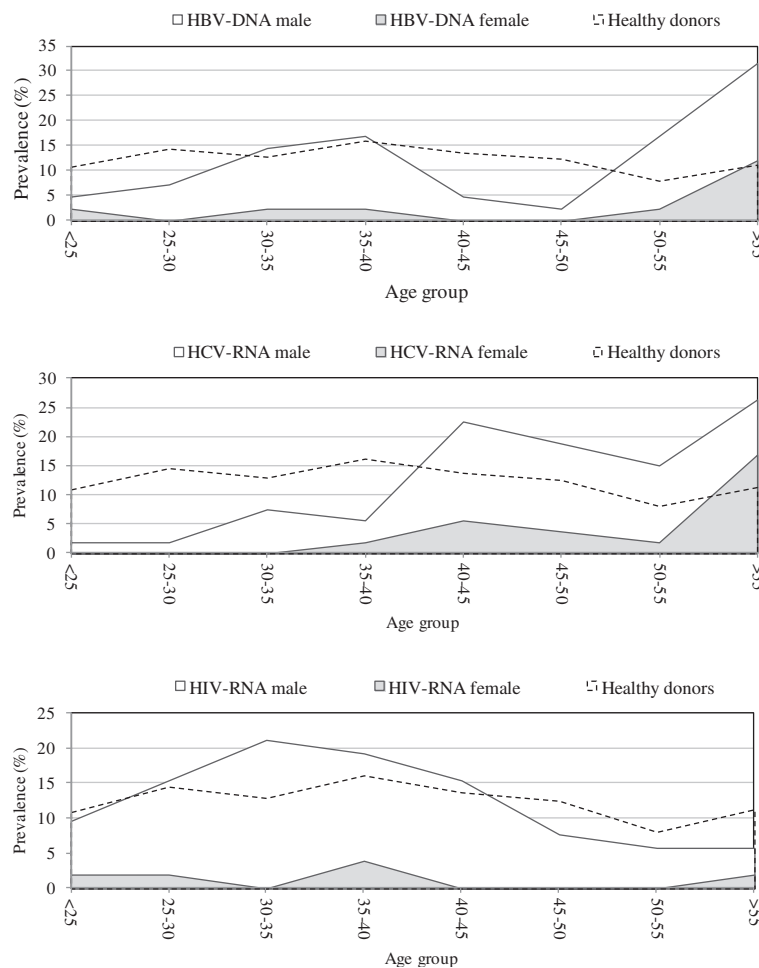 HBV-DNA male HBV-DNA female Healthy donors
35
30
25
20
15
10
5
0
Prevalence (%)
<25 25-30 30-35 35-40 40-45 45-50 50-55 >55
Age group
HCV-RNA male HCV-RNA female Healthy donors
30
25
20
15
10
5
0
Prevalence (%)
<25 25-30 30-35 35-40 40-45 45-50 50-55 >55
Age group
HIV-RNA male HIV-RNA female Healthy donors
25
20
15
10
5
0
Prevalence (%)
<25 25-30 30-35 35-40 40-45 45-50 50-55 >55
Age group